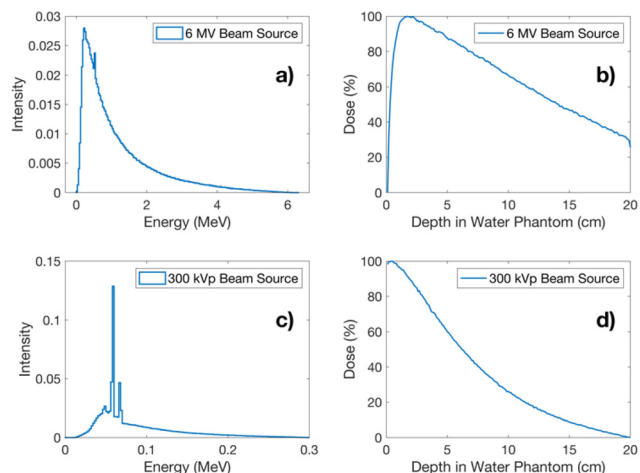 6 MV Beam Source
a)
Intensity
0.03
0.025
0.02
0.015
0.01
0.005
0
0 2 4 6
Energy (MeV)
6 MV Beam Source
b)
Dose (%)
100
80
60
40
20
0
0 5 10 15 20
Depth in Water Phantom (cm)
300 kVp Beam Source
c)
Intensity
0.15
0.1
0.05
0
0 0.1 0.2 0.3
Energy (MeV)
300 kVp Beam Source
d)
Dose (%)
100
80
60
40
20
0
0 5 10 15 20
Depth in Water Phantom (cm)